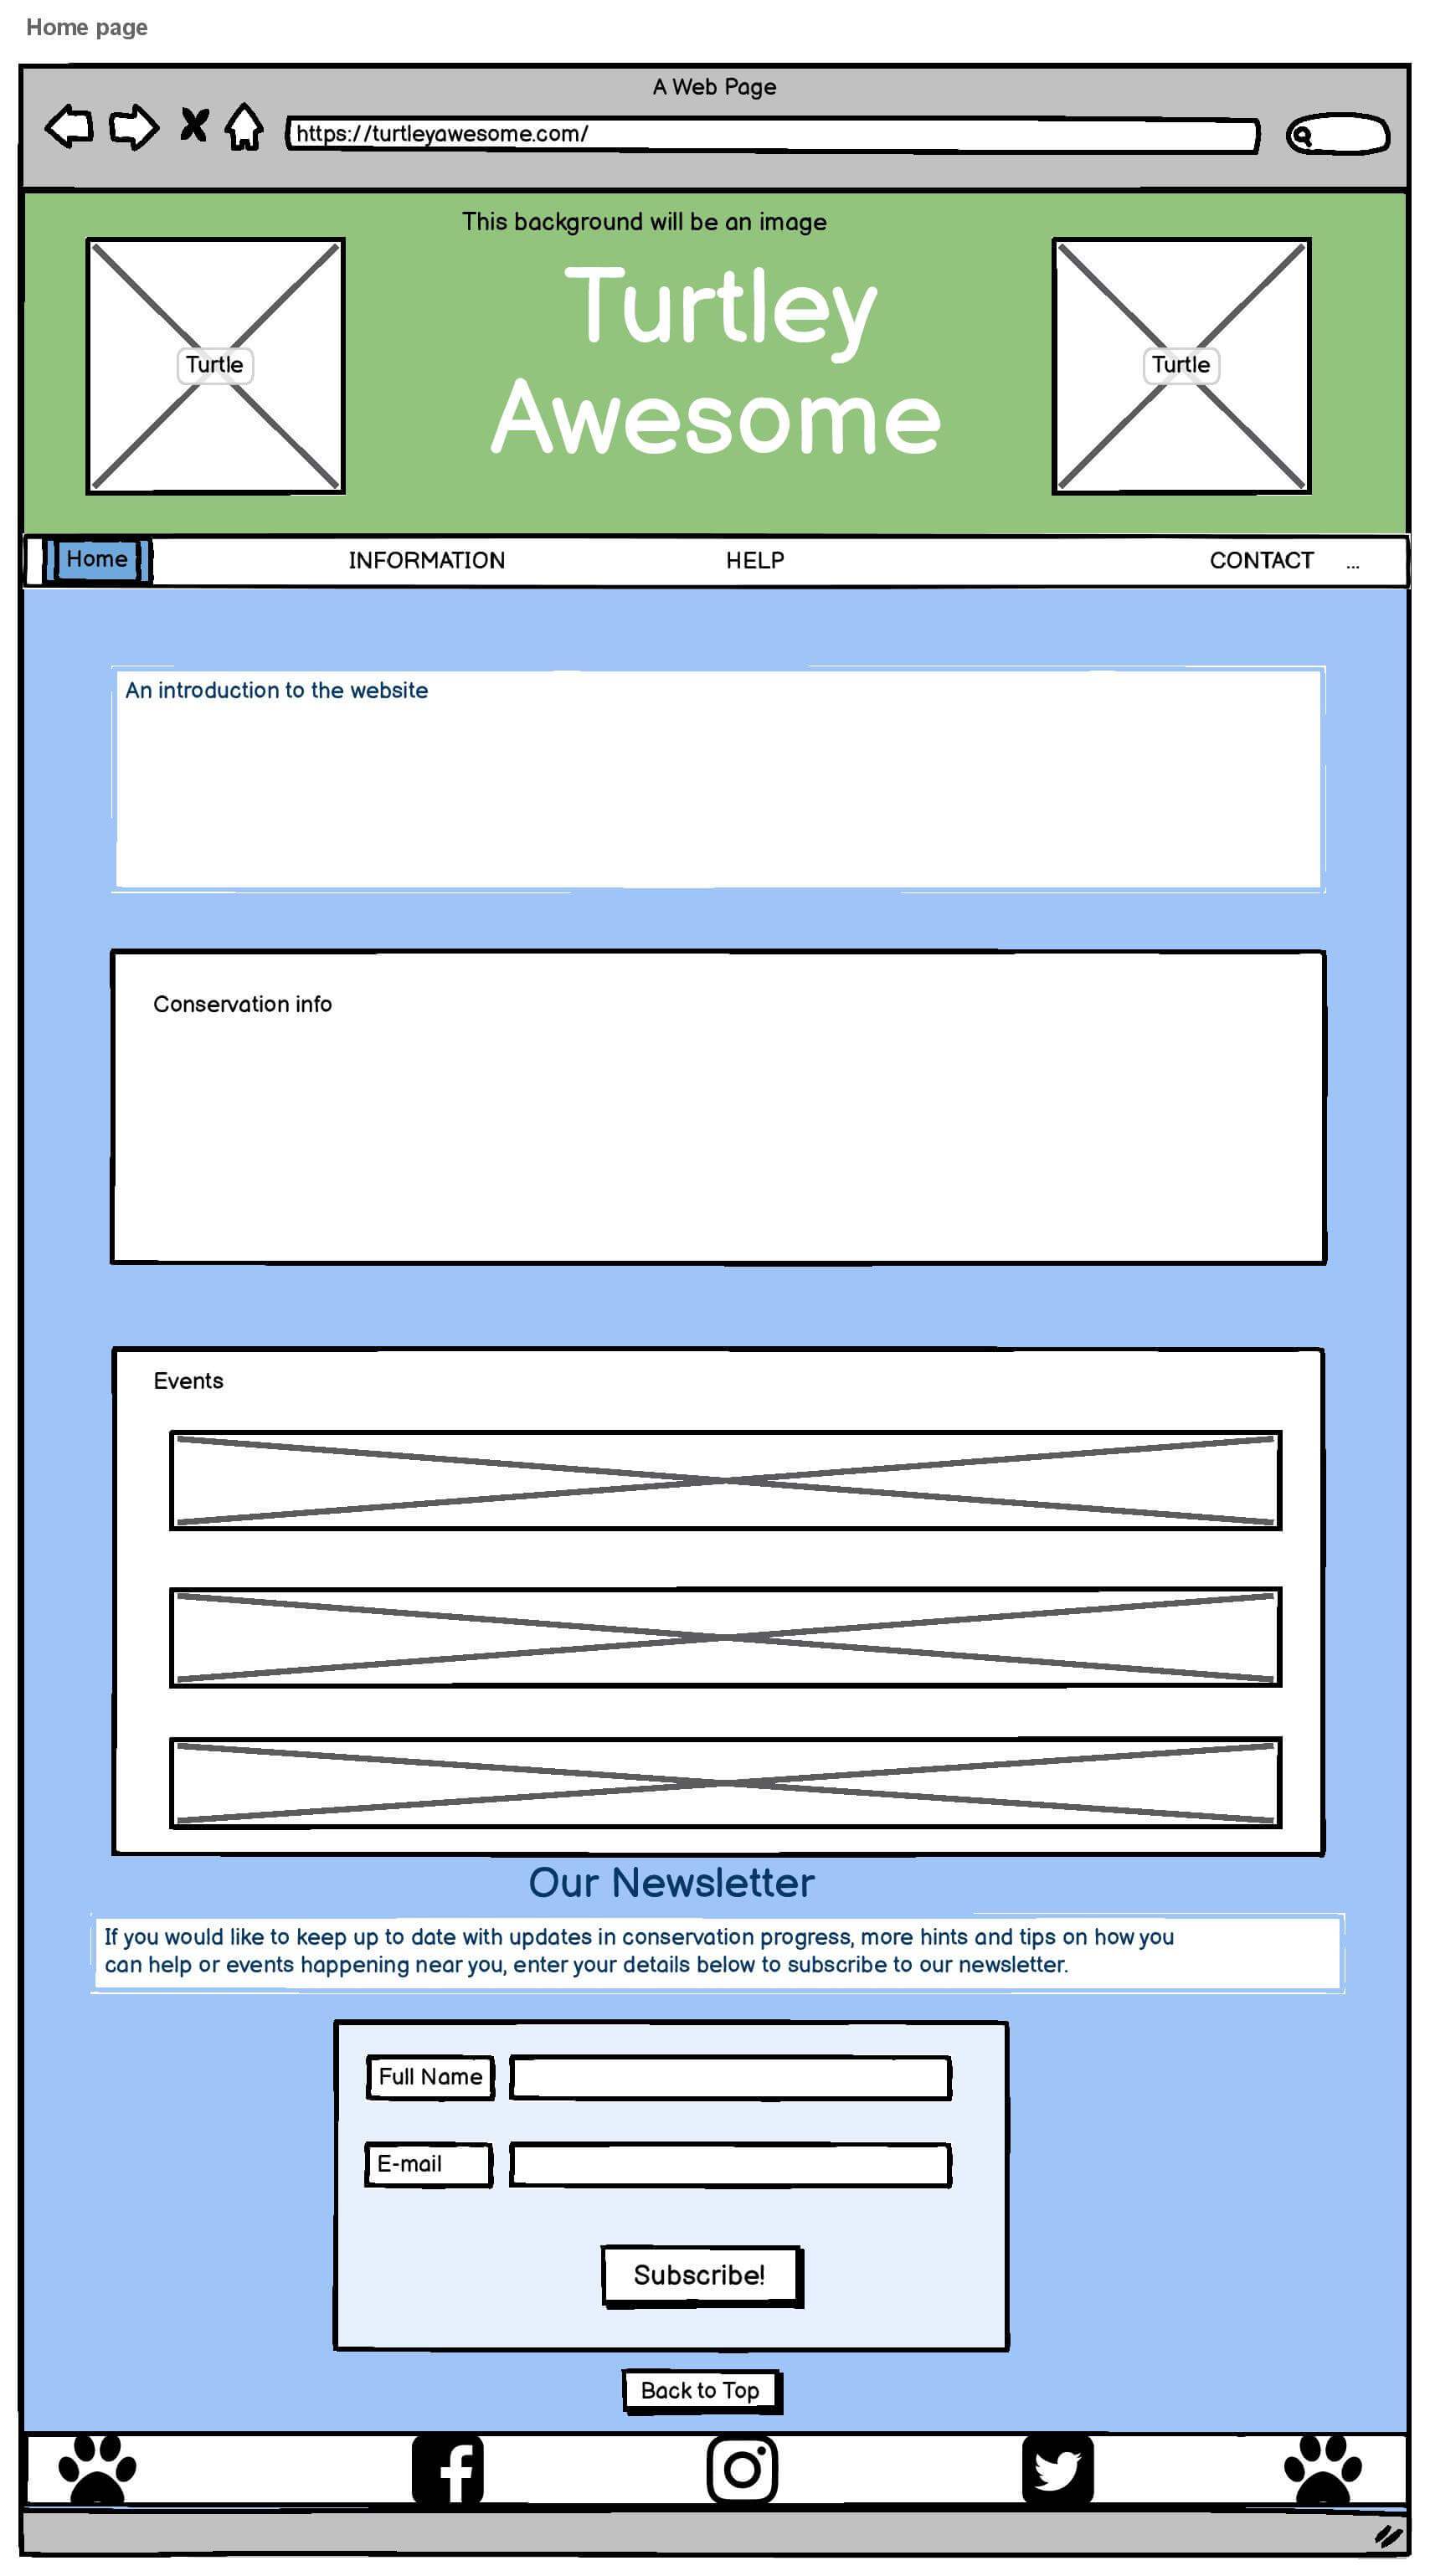 Home page
A Web Page
https://turtleyawesome.com/
This background will be an image
Turtley
Awesome
Turtle
Turtle
Home
INFORMATION
HELP
CONTACT
...
An introduction to the website
Conservation info
Events
Our Newsletter
If you would like to keep up to date with updates in conservation progress, more hints and tips on how you
can help or events happening near you, enter your details below to subscribe to our newsletter.
Full Name
E-mail
Subscribe!
Back to Top